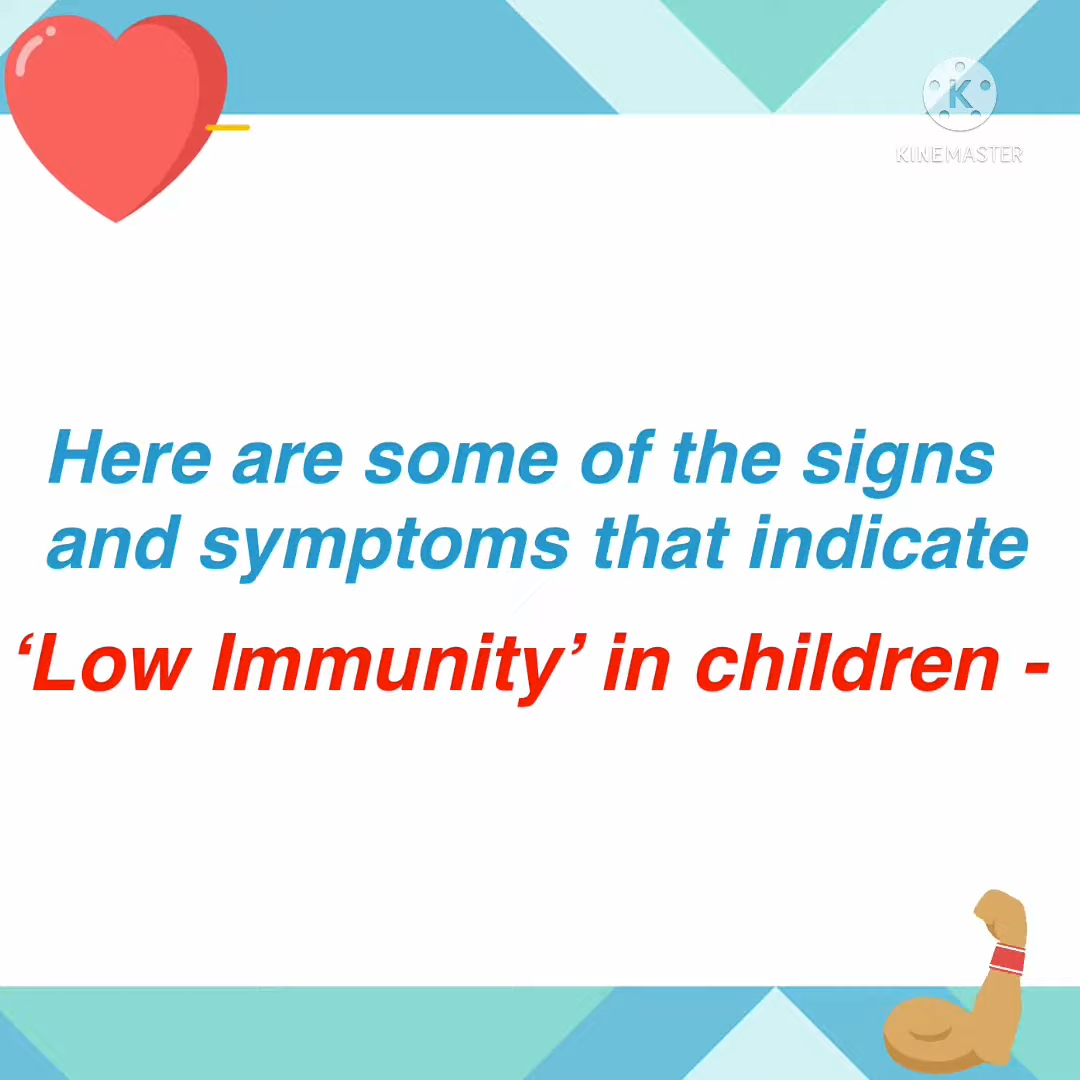 K
KINEMASTER
Here are some of the signs
and symptoms that indicate
‘Low Immunity’ in children -